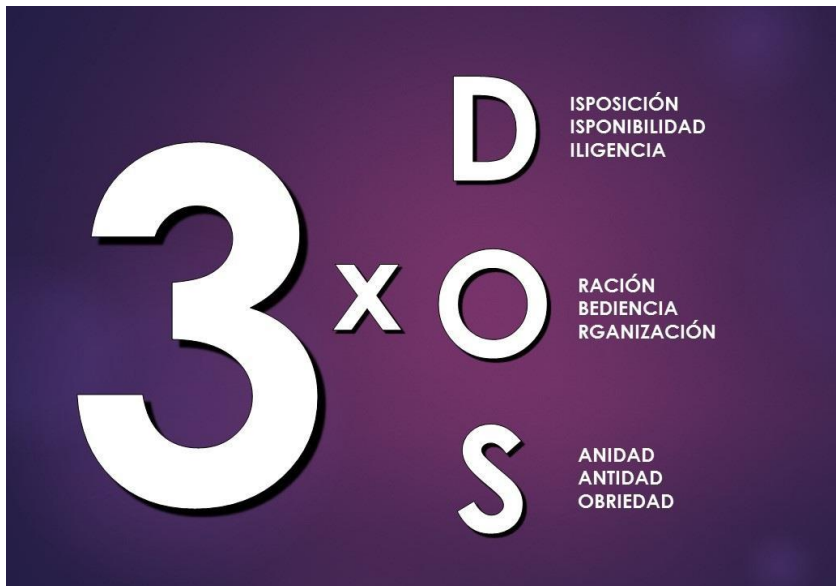 3 x
D
ISPOSICIÓN
ISPONIBILIDAD
ILIGENCIA
O
RACIÓN
BEDIENCIA
RGANIZACIÓN
S
ANIDAD
ANTIDAD
OBRIEDAD